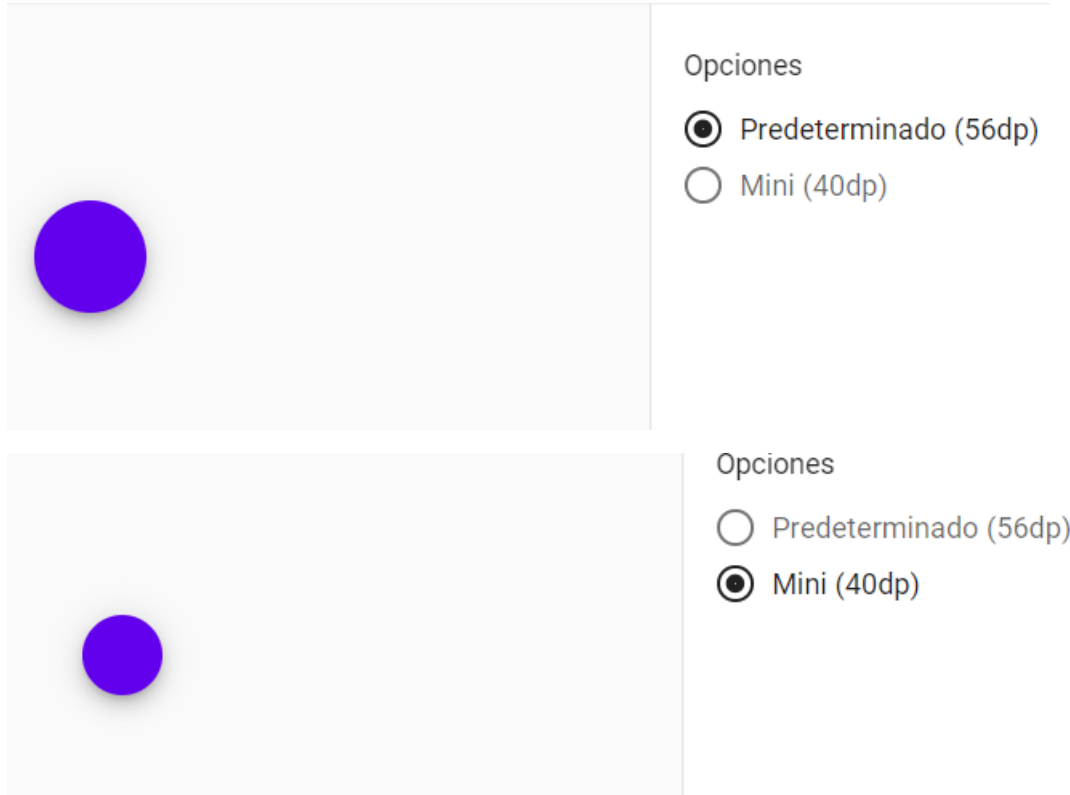 Opciones
Predeterminado (56dp)
Mini (40dp)
Opciones
Predeterminado (56dp)
Mini (40dp)